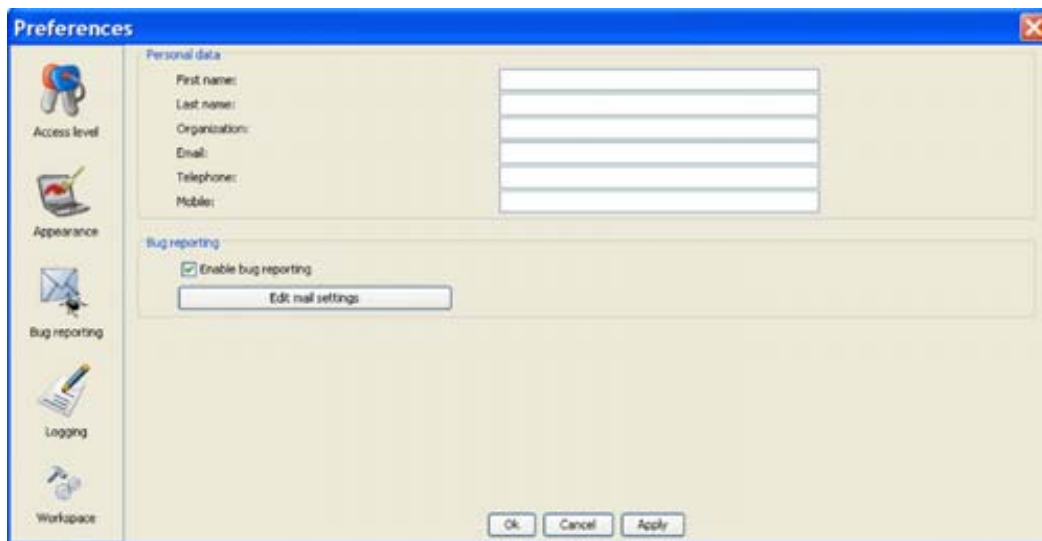 Preferences
Access level
Appearance
Bug reporting
Logging
Workspace
Personal data
First name:
Last name:
Organization:
Email:
Telephone:
Mobile:
Bug reporting
Enable bug reporting
Edit mail settings
Ok Cancel Apply